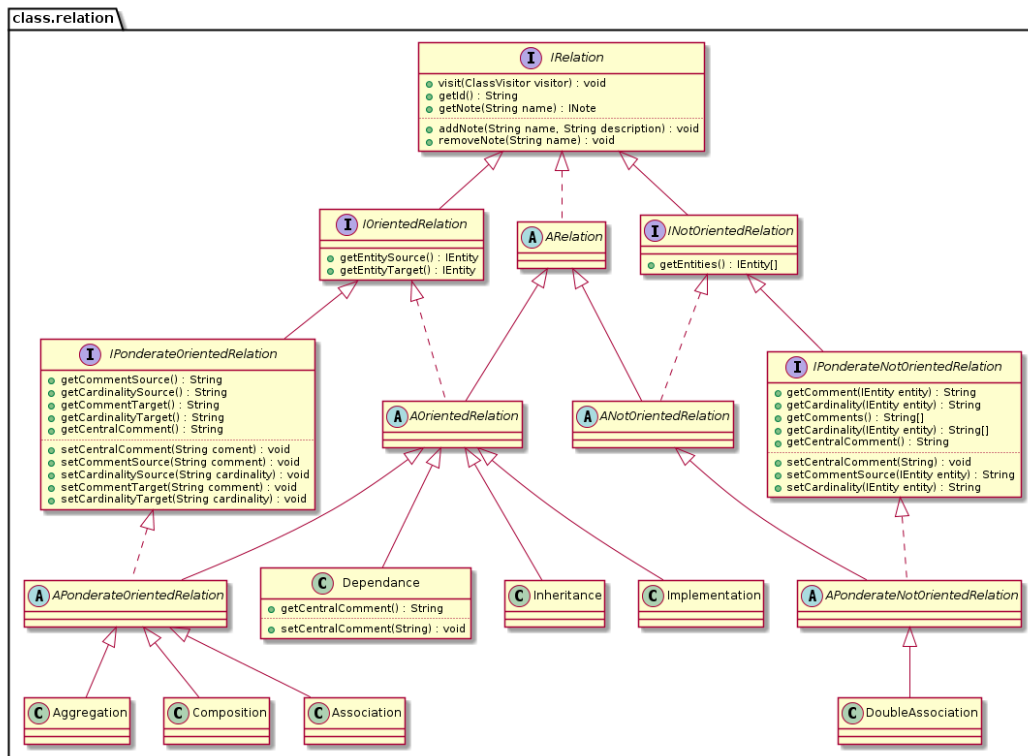 class.relation
I IRelation
visit(ClassVisitor visitor) : void
getId() : String
getNote(String name) : INote
addNote(String name, String description) : void
removeNote(String name) : void
I IOrientedRelation
getEntitySource() : IEntity
getEntityTarget() : IEntity
A ARelation
I INotOrientedRelation
getEntities() : IEntity[]
I IPonderateOrientedRelation
getCommentSource() : String
getCardinalitySource() : String
getCommentTarget() : String
getCardinalityTarget() : String
getCentralComment() : String
setCentralComment(String coment) : void
setCommentSource(String comment) : void
setCardinalitySource(String cardinality) : void
setCommentTarget(String comment) : void
setCardinalityTarget(String cardinality) : void
A AOrientedRelation
A ANotOrientedRelation
I IPonderateNotOrientedRelation
getComment(IEntity entity) : String
getCardinality(IEntity entity) : String
getComments() : String[]
getCardinality(IEntity entity) : String[]
getCentralComment() : String
setCentralComment(String) : void
setCommentSource(IEntity entity) : String
setCardinality(IEntity entity) : String
A APonderateOrientedRelation
C Dependance
getCentralComment() : String
setCentralComment(String) : void
C Inheritance
C Implementation
A APonderateNotOrientedRelation
C Aggregation
C Composition
C Association
C DoubleAssociation